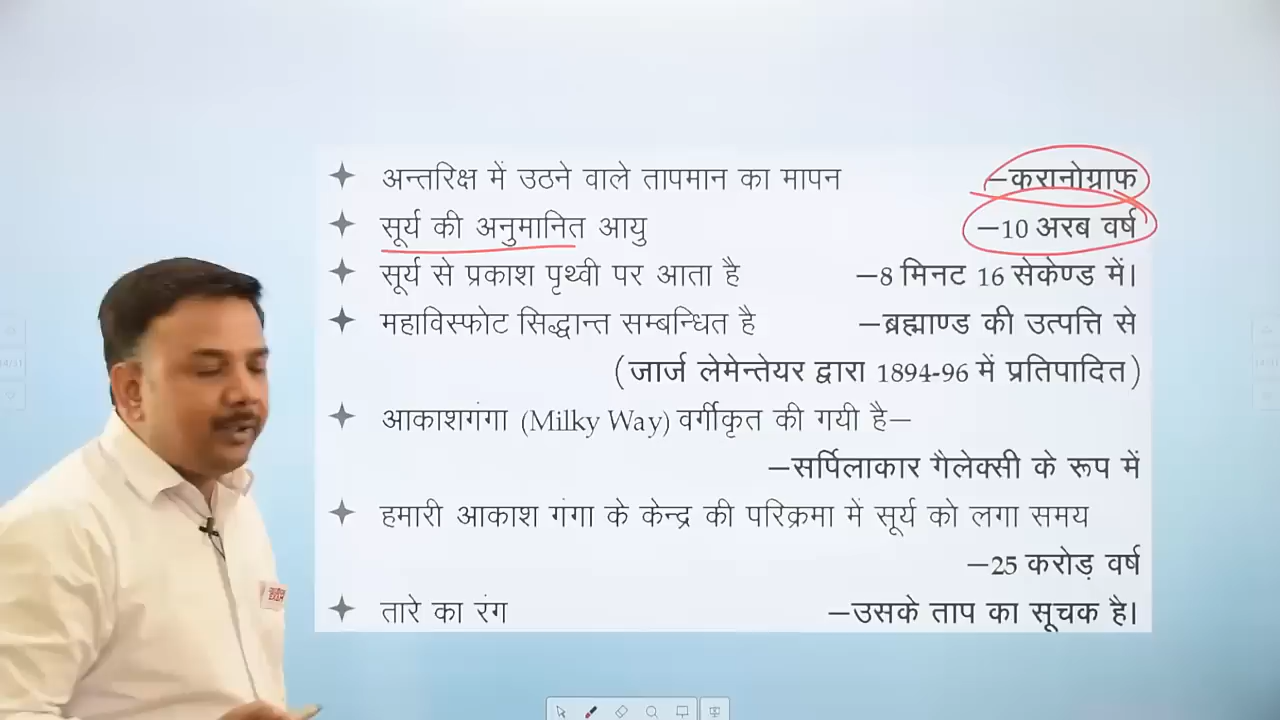 अन्तरिक्ष में उठने वाले तापमान का मापन –करानोग्राफ
सूर्य की अनुमानित आयु –10 अरब वर्ष
सूर्य से प्रकाश पृथ्वी पर आता है –8 मिनट 16 सेकेण्ड में।
महाविस्फोट सिद्धान्त सम्बन्धित है –ब्रह्माण्ड की उत्पत्ति से
(जार्ज लेमेन्तेयर द्वारा 1894-96 में प्रतिपादित)
आकाशगंगा (Milky Way) वर्गीकृत की गयी है–
–सर्पिलाकार गैलेक्सी के रूप में
हमारी आकाश गंगा के केन्द्र की परिक्रमा में सूर्य को लगा समय
–25 करोड़ वर्ष
तारे का रंग –उसके ताप का सूचक है।